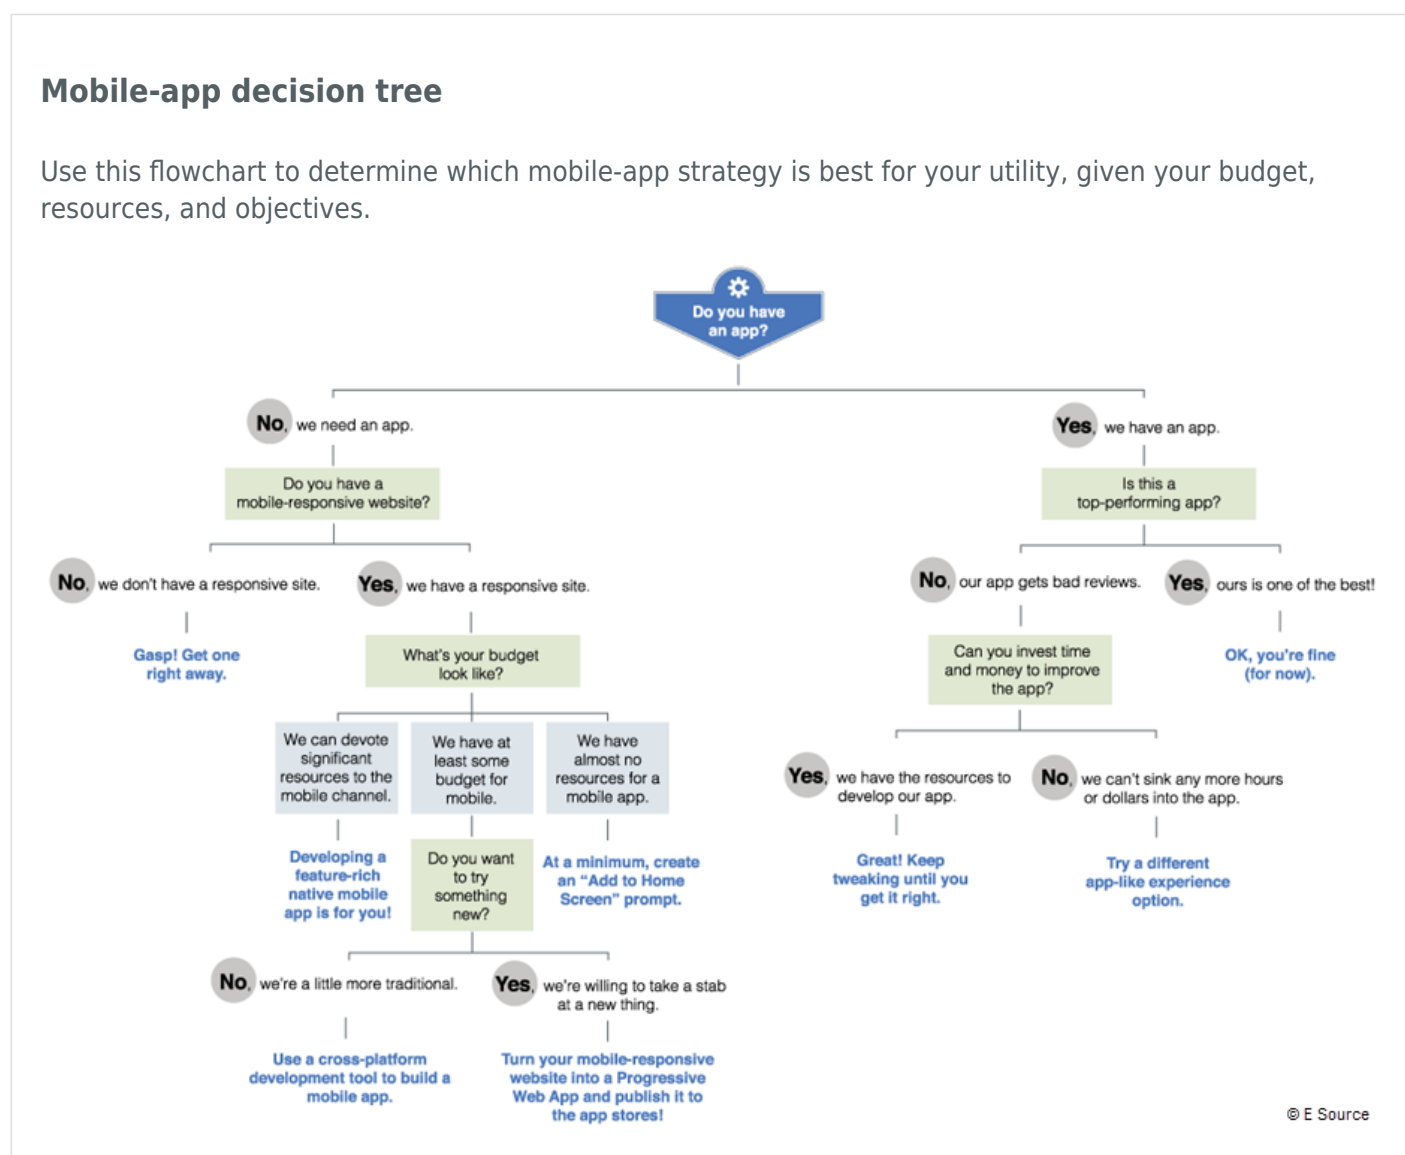 Mobile-app decision tree
Use this flowchart to determine which mobile-app strategy is best for your utility, given your budget,
resources, and objectives.
Do you have
an app?
No, we need an app.
Yes, we have an app.
Do you have a
mobile-responsive website?
Is this a
top-performing app?
No, we don't have a responsive site.
Yes, we have a responsive site.
No, our app gets bad reviews.
Yes, ours is one of the best!
Gasp! Get one
right away.
What's your budget
look like?
Can you invest time
and money to improve
the app?
OK, you're fine
(for now).
We can devote
significant
resources to the
mobile channel.
We have at
least some
budget for
mobile.
We have
almost no
resources for a
mobile app.
Yes, we have the resources to
develop our app.
No, we can't sink any more hours
or dollars into the app.
Developing a
feature-rich
native mobile
app is for you!
Do you want
to try
something
new?
At a minimum, create
an “Add to Home
Screen” prompt.
Great! Keep
tweaking until you
get it right.
Try a different
app-like experience
option.
No, we're a little more traditional.
Yes, we're willing to take a stab
at a new thing.
Use a cross-platform
development tool to build a
mobile app.
Turn your mobile-responsive
website into a Progressive
Web App and publish it to
the app stores!
© E Source